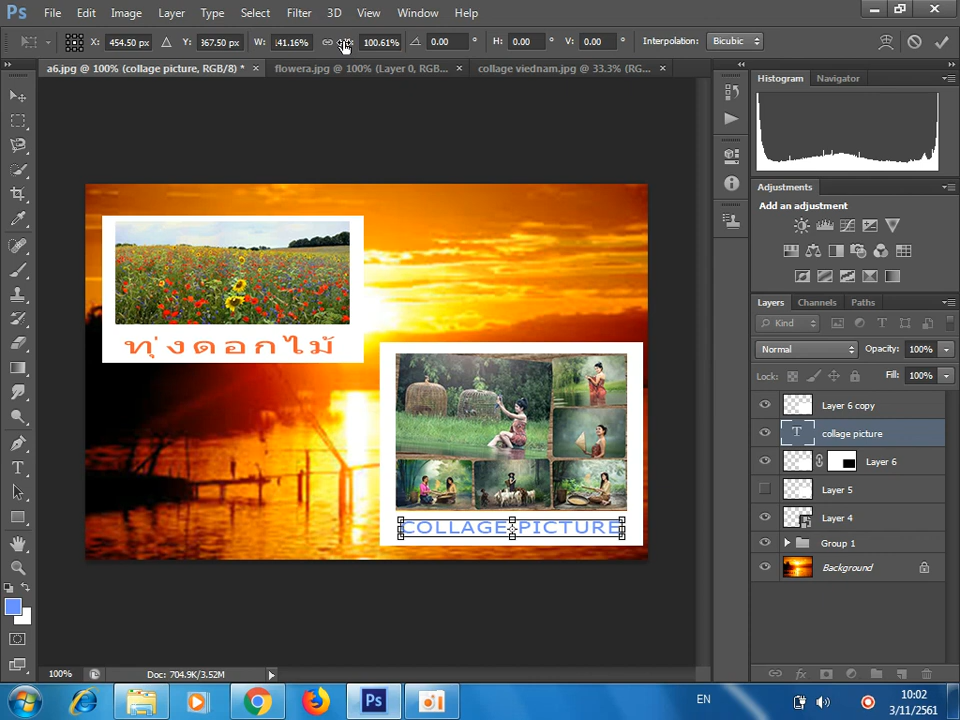 Ps File Edit Image Layer Type Select Filter 3D View Window Help
X: 454.50 px Y: 367.50 px W: 141.16% H: 100.61% 0.00 ° H: 0.00 ° V: 0.00 ° Interpolation: Bicubic
a6.jpg @ 100% (collage picture, RGB/8) * × flowera.jpg @ 100% (Layer 0, RGB... × collage viednam.jpg @ 33.3% (RG... ×
Histogram Navigator
Adjustments
Add an adjustment
Layers Channels Paths
Kind
Normal Opacity: 100%
Lock: Fill: 100%
Layer 6 copy
T collage picture
Layer 6
Layer 5
Layer 4
Group 1
Background
ทุ่งดอกไม้
COLLAGE PICTURE
100% Doc: 704.9K/3.52M
EN
10:02
3/11/2561